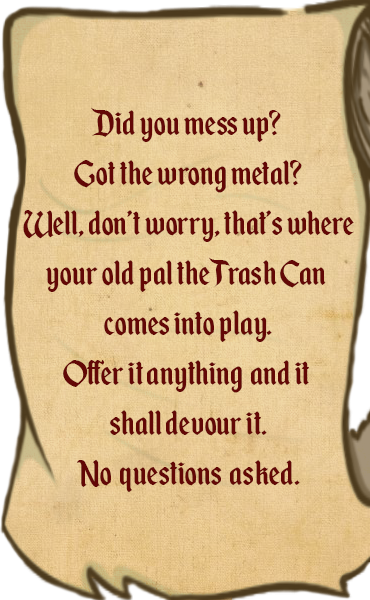 Did you mess up?
Got the wrong metal?
Well, don't worry, that's where
your old pal the Trash Can
comes into play.
Offer it anything and it
shall devour it.
No questions asked.